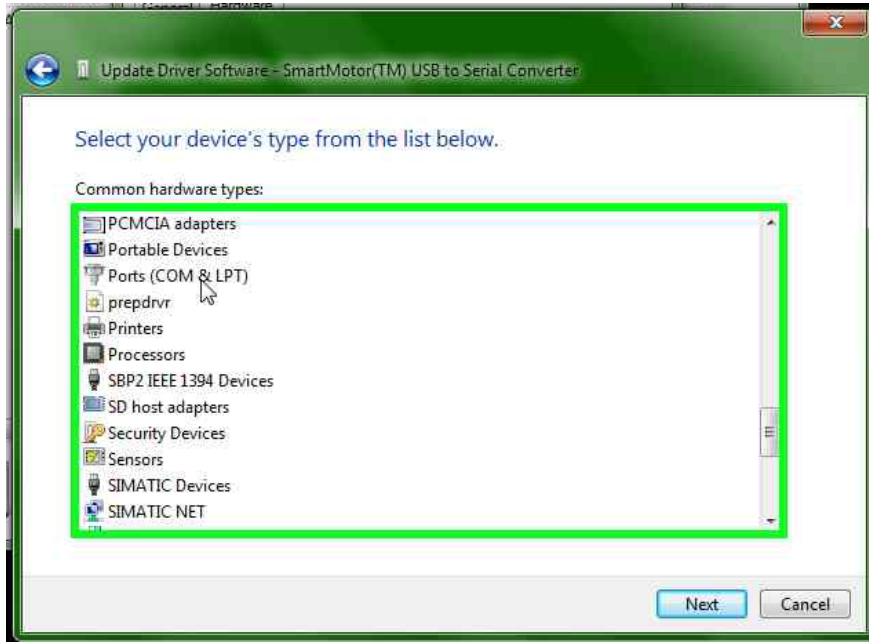 General Hardware
Update Driver Software - SmartMotor(TM) USB to Serial Converter
Select your device's type from the list below.
Common hardware types:
PCMCIA adapters
Portable Devices
Ports (COM & LPT)
prepdrvr
Printers
Processors
SBP2 IEEE 1394 Devices
SD host adapters
Security Devices
Sensors
SIMATIC Devices
SIMATIC NET
Next Cancel